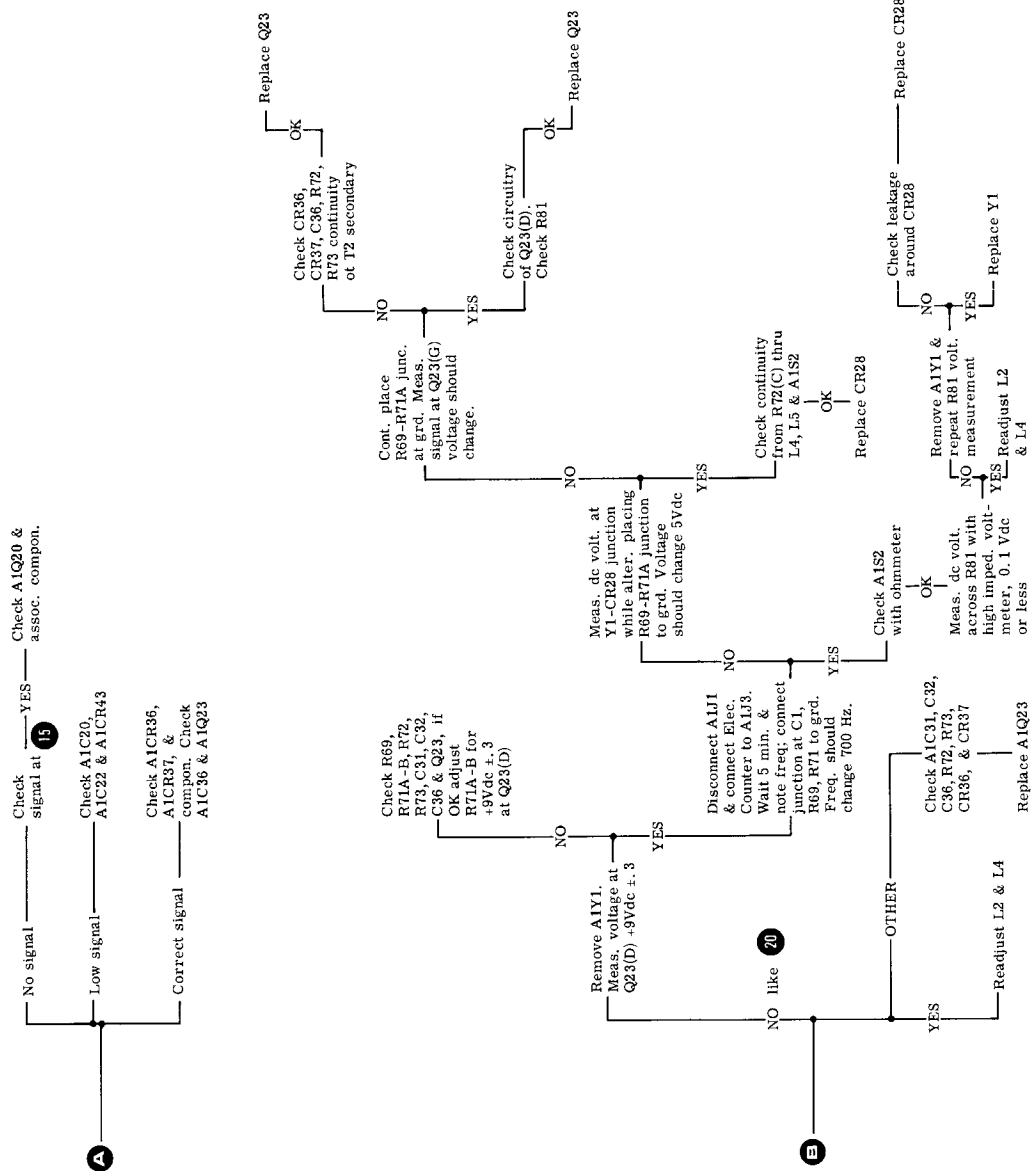 A
No signal
Check
signal at 15
YES
Check A1Q20 &
assoc. compon.
Low signal
A1C20,
A1C22 & A1CR43
Correct signal
A1CR36,
A1CR37, &
compon. Check
A1C36 & A1Q23
B
NO like 20
Remove A1Y1.
Meas. voltage at
Q23(D) +9Vdc ±.3
NO
Check R69,
R71A-B, R72,
R73, C31, C32,
C36 & Q23, if
OK adjust
R71A-B for
+9Vdc ±.3
at Q23(D)
YES
Disconnect A1J1
& connect Elec.
Counter to A1J3.
Wait 5 min. &
note freq; connect
junction at C1,
R69, R71 to grd.
Freq. should
change 700 Hz.
NO
Meas. dc volt. at
Y1-CR28 junction
while alter. placing
R69-R71A junction
to grd. Voltage
should change 5Vdc
NO
Cont. place
R69-R71A junc.
at grd. Meas.
signal at Q23(G)
voltage should
change.
NO
Check CR36,
CR37, C36, R72,
R73 continuity
ot T2 secondary
OK
Replace Q23
YES
Check circuitry
of Q23(D).
Check R81
OK
Replace Q23
YES
Check continuity
from R72(C) thru
L4, L5 & A1S2
OK
Replace CR28
YES
Check A1S2
with ohmmeter
OK
Meas. dc volt.
across R81 with
high imped. volt-
meter, 0.1 Vdc
or less
NO
Remove A1Y1 &
repeat R81 volt.
measurement
NO
Check leakage
around CR28
Replace CR28
YES
Replace Y1
YES
Readjust L2
& L4
OTHER
Check A1C31, C32,
C36, R72, R73,
CR36, & CR37
Replace A1Q23
YES
Readjust L2 & L4